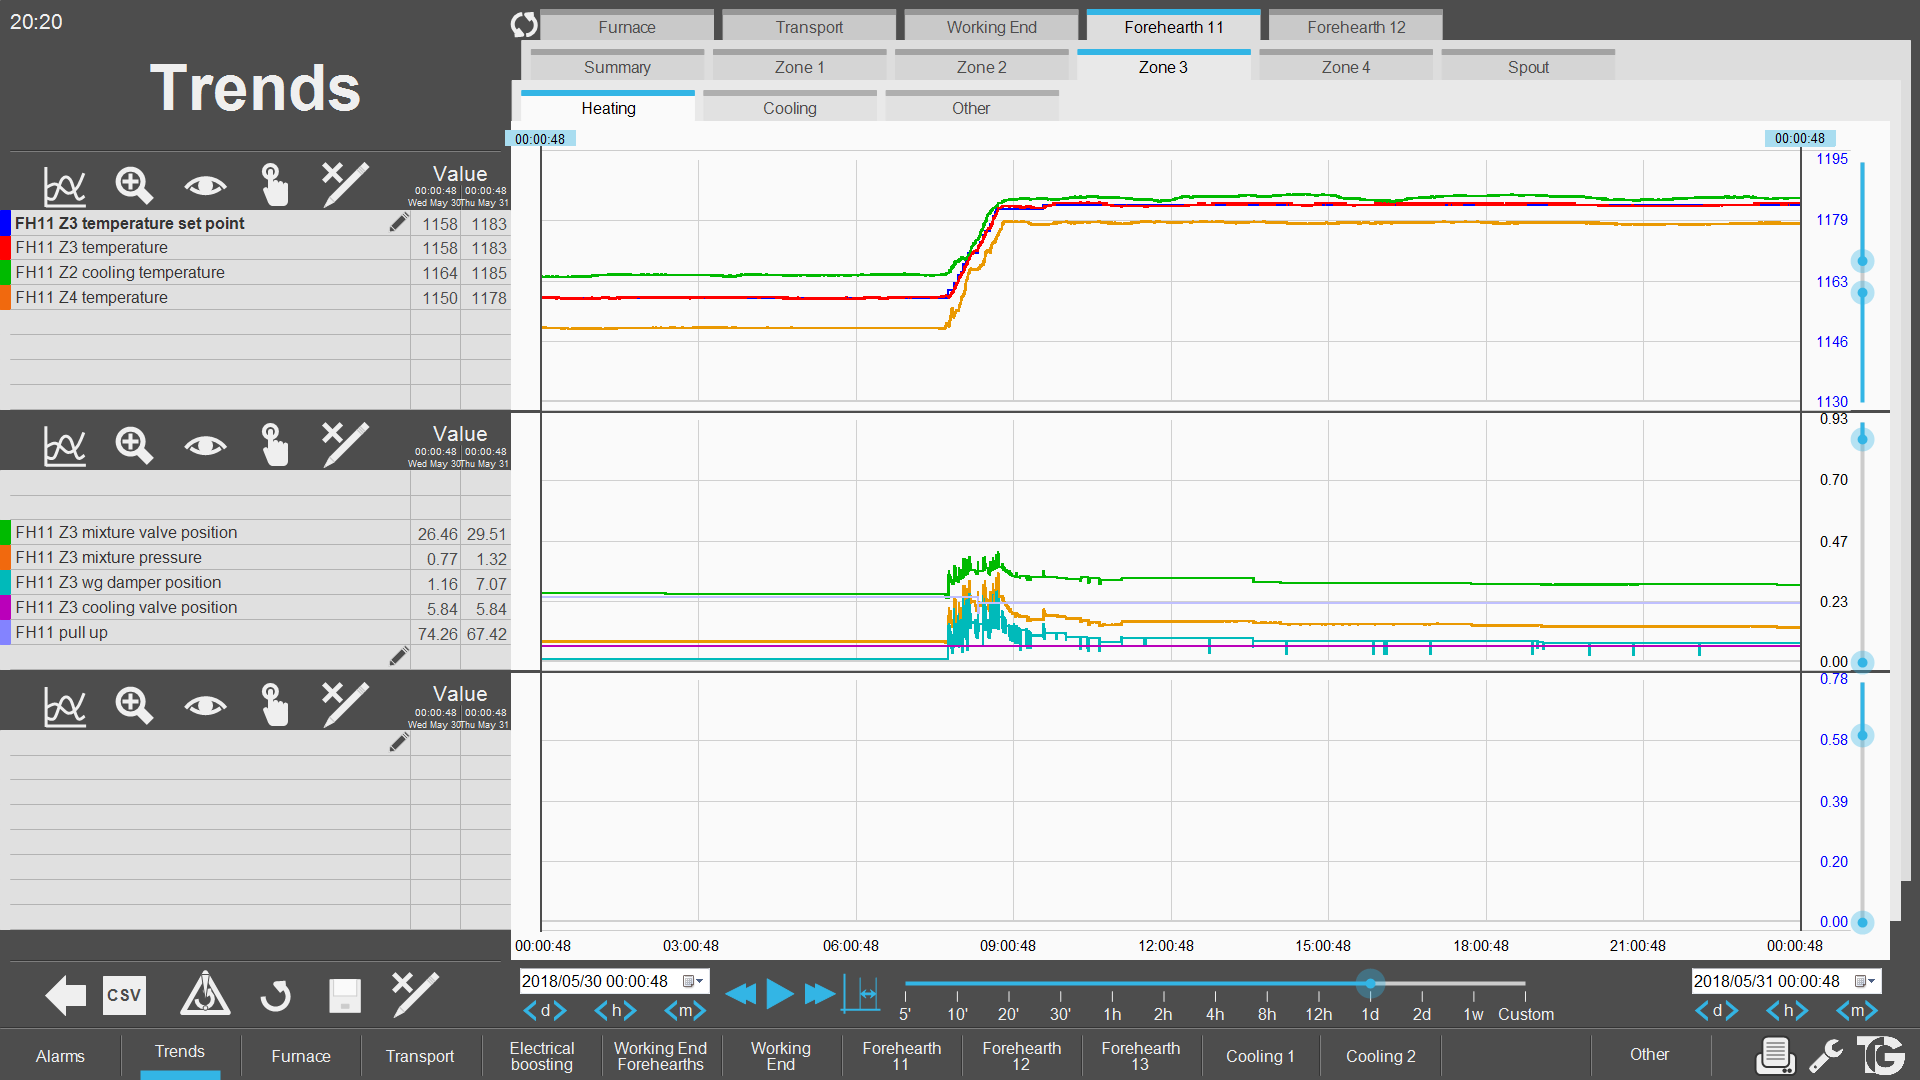 20:20
Trends
Furnace
Transport
Working End
Forehearth 11
Forehearth 12
Summary
Zone 1
Zone 2
Zone 3
Zone 4
Spout
Heating
Cooling
Other
00:00:48
00:00:48
Value
00:00:48 00:00:48
Wed May 30 Thu May 31
FH11 Z3 temperature set point 1158 1183
FH11 Z3 temperature 1158 1183
FH11 Z2 cooling temperature 1164 1185
FH11 Z4 temperature 1150 1178
1195
1179
1163
1146
1130
Value
00:00:48 00:00:48
Wed May 30 Thu May 31
FH11 Z3 mixture valve position 26.46 29.51
FH11 Z3 mixture pressure 0.77 1.32
FH11 Z3 wg damper position 1.16 7.07
FH11 Z3 cooling valve position 5.84 5.84
FH11 pull up 74.26 67.42
0.93
0.70
0.47
0.23
0.00
Value
00:00:48 00:00:48
Wed May 30 Thu May 31
0.78
0.58
0.39
0.20
0.00
00:00:48 03:00:48 06:00:48 09:00:48 12:00:48 15:00:48 18:00:48 21:00:48 00:00:48
CSV
2018/05/30 00:00:48
d h m
5' 10' 20' 30' 1h 2h 4h 8h 12h 1d 2d 1w Custom
2018/05/31 00:00:48
d h m
Alarms
Trends
Furnace
Transport
Electrical
boosting
Working End
Forehearths
Working
End
Forehearth
11
Forehearth
12
Forehearth
13
Cooling 1
Cooling 2
Other
TG